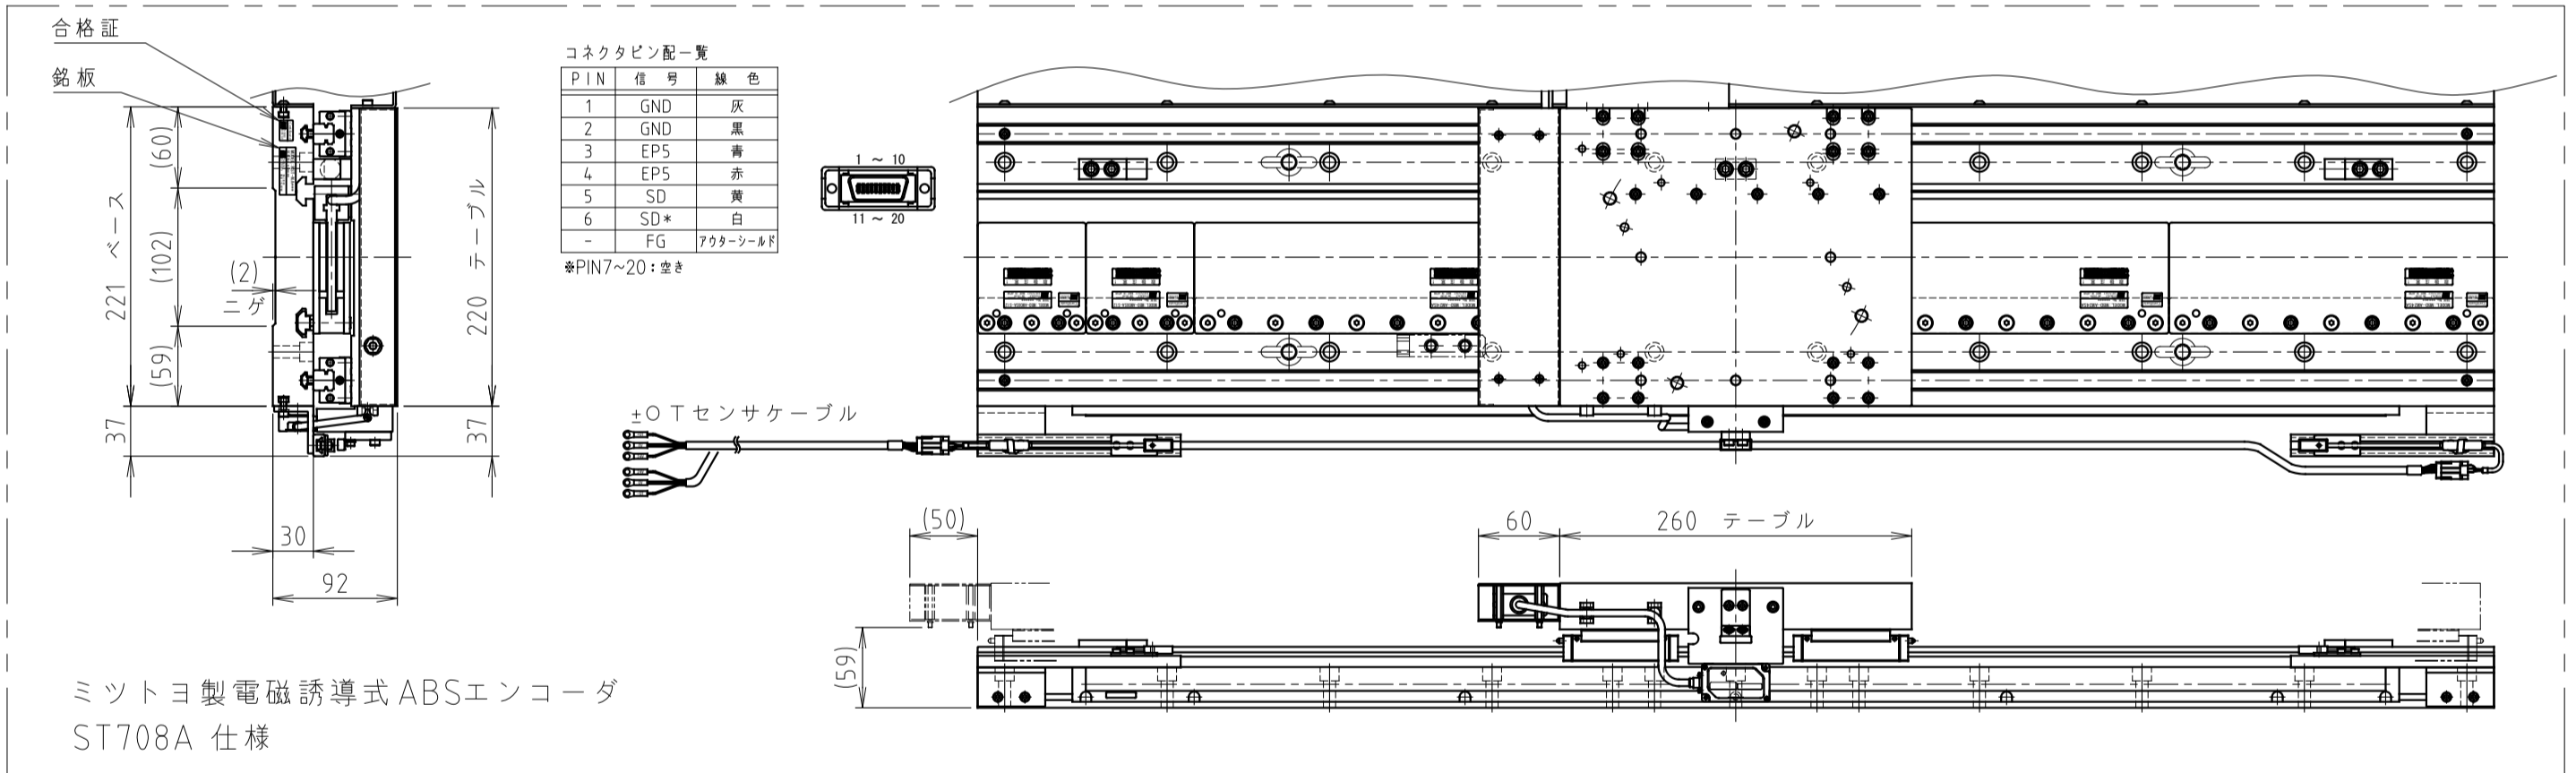 合格証
銘板
コネクタピン配一覧
PIN 信号 線色
1 GND 灰
2 GND 黒
3 EP5 青
4 EP5 赤
5 SD 黄
6 SD* 白
- FG アウターシールド
※PIN7~20:空き
1 ~ 10
11 ~ 20
(60)
221 ベース
(102)
(2)
ニゲ
(59)
37
220 テーブル
37
30
92
±OTセンサケーブル
(50)
60
260 テーブル
(59)
ミツトヨ製電磁誘導式ABSエンコーダ
ST708A 仕様